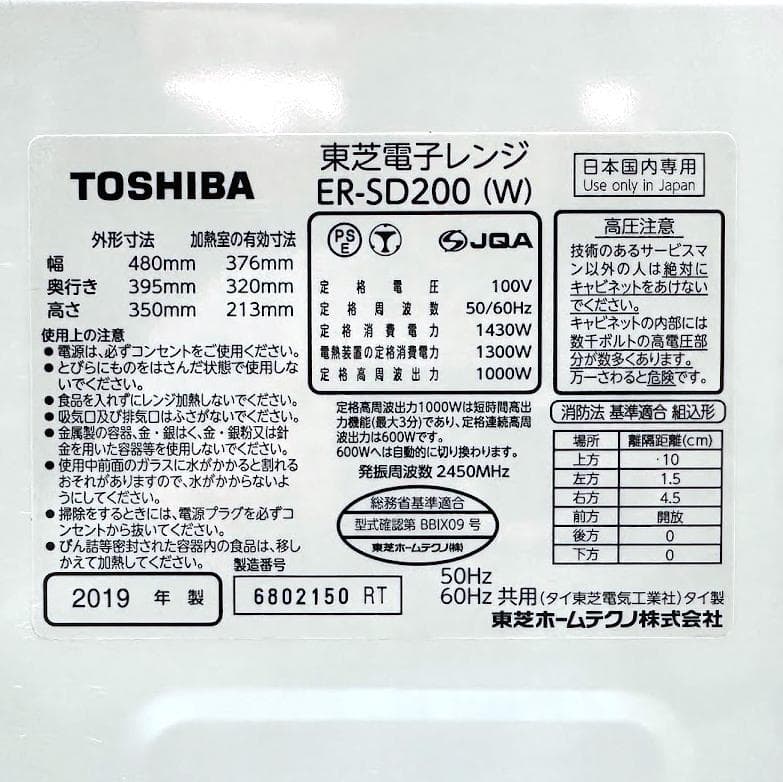 TOSHIBA
東芝電子レンジ
ER-SD200 (W)
日本国内専用
Use only in Japan
外形寸法 加熱室の有効寸法
幅 480mm 376mm
奥行き 395mm 320mm
高さ 350mm 213mm
使用上の注意
● 電源は、必ずコンセントをご使用ください。
● とびらにものをはさんだ状態で使用しな
いでください。
● 食品を入れずにレンジ加熱しないでください。
● 吸気口及び排気口はふさがないでください。
● 金属製の容器、金・銀はく、金・銀粉又は針
金を用いた容器等を使用しないでください。
● 使用中前面のガラスに水がかかると割れる
おそれがありますので、水がかからないよ
うにしてください。
● 掃除をするときには、電源プラグを必ずコ
ンセントから抜いてください。
● びん詰等密封された容器内の食品は、移し
かえて加熱してください。
PS
E
JQA
定格電圧 100V
定格周波数 50/60Hz
定格消費電力 1430W
電熱装置の定格消費電力 1300W
定格高周波出力 1000W
定格高周波出力1000Wは短時間高出
力機能(最大3分)であり、定格連続高周
波出力は600Wです。
600Wへは自動的に切り換わります。
発振周波数 2450MHz
総務省基準適合
型式確認第 BBIX09 号
東芝ホームテクノ(株)
高圧注意
技術のあるサービスマ
ン以外の人は絶対に
キャビネットをあけない
でください。
キャビネットの内部には
数千ボルトの高電圧部
分が数多くあります。
万一さわると危険です。
消防法 基準適合 組込形
場所 離隔距離(cm)
上方 10
左方 1.5
右方 4.5
前方 開放
後方 0
下方 0
2019 年 製
製造番号
6802150 RT
50Hz
60Hz 共用 (タイ東芝電気工業社)タイ製
東芝ホームテクノ株式会社